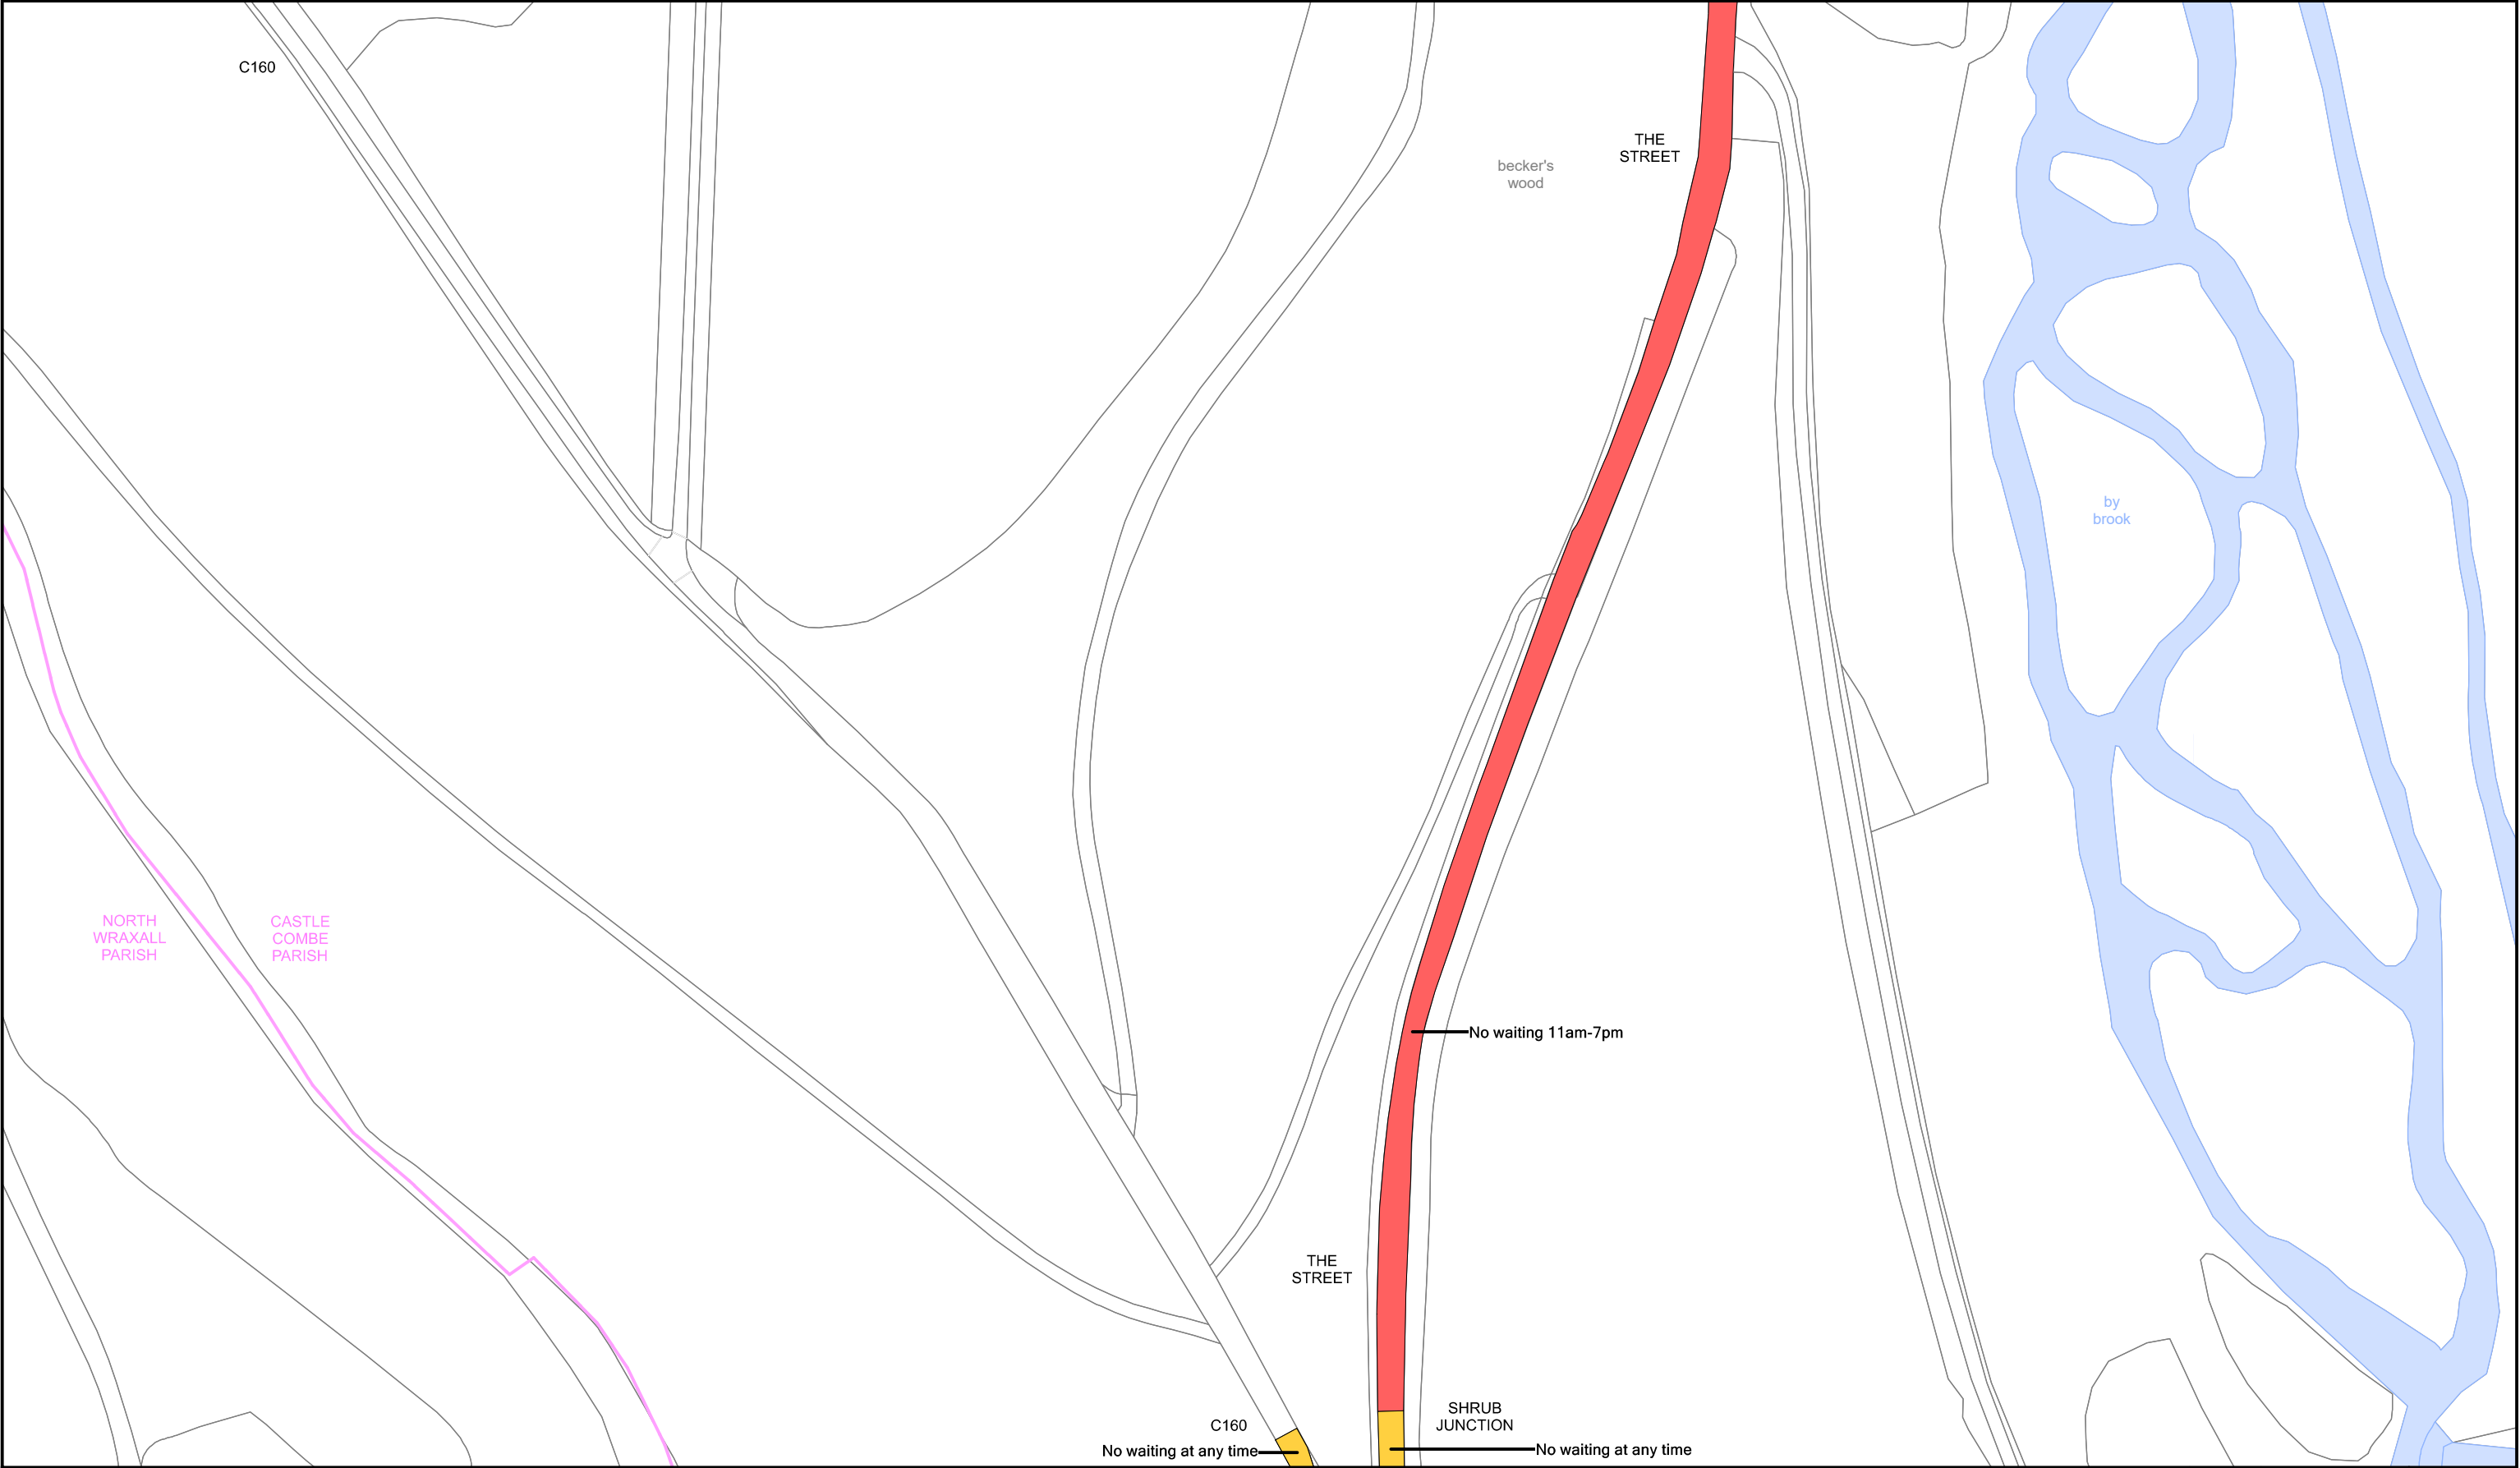 C160
THE
STREET
becker's
wood
by
brook
NORTH
WRAXALL
PARISH
CASTLE
COMBE
PARISH
No waiting 11am-7pm
THE
STREET
SHRUB
JUNCTION
C160
No waiting at any time
No waiting at any time